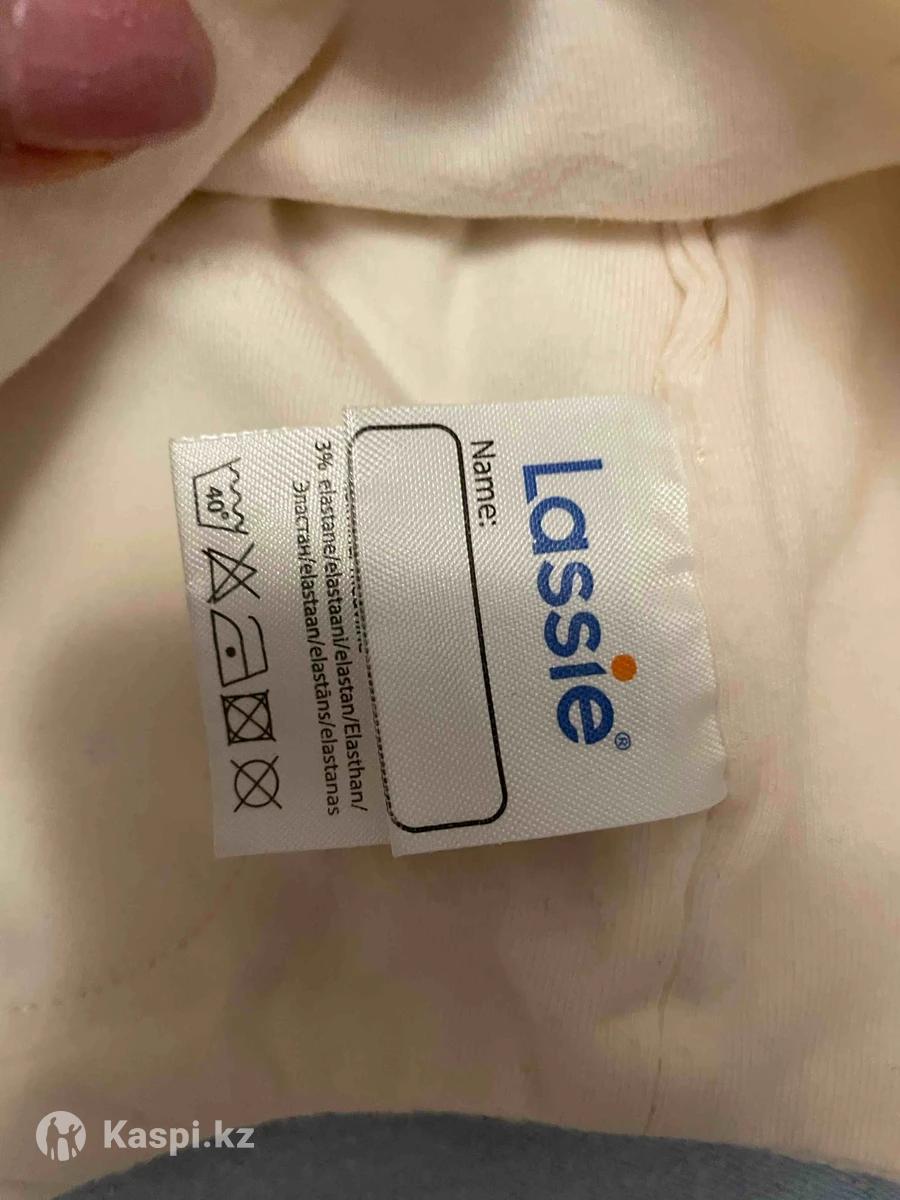 Lassie®
Name:
3% elastane/elastaani/elastan/Elasthan/
Эластан/elastaan/elastāns/elastanas
40°
Kaspi.kz